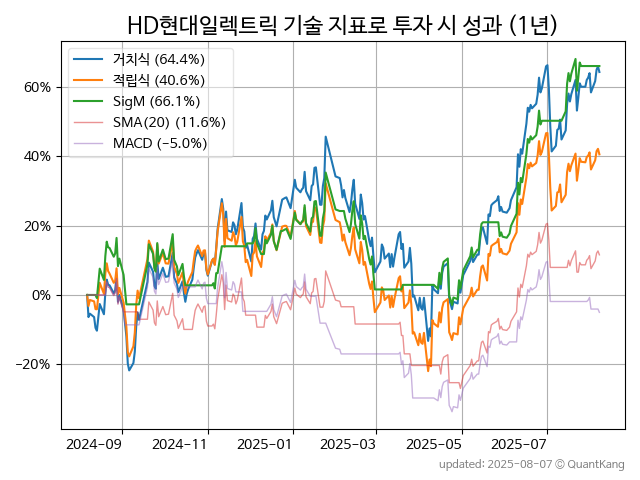 HD현대일렉트릭 기술 지표로 투자 시 성과 (1년)
거치식 (64.4%)
적립식 (40.6%)
SigM (66.1%)
SMA(20) (11.6%)
MACD (−5.0%)
60%
40%
20%
0%
−20%
2024-09 2024-11 2025-01 2025-03 2025-05 2025-07
updated: 2025-08-07 © QuantKang